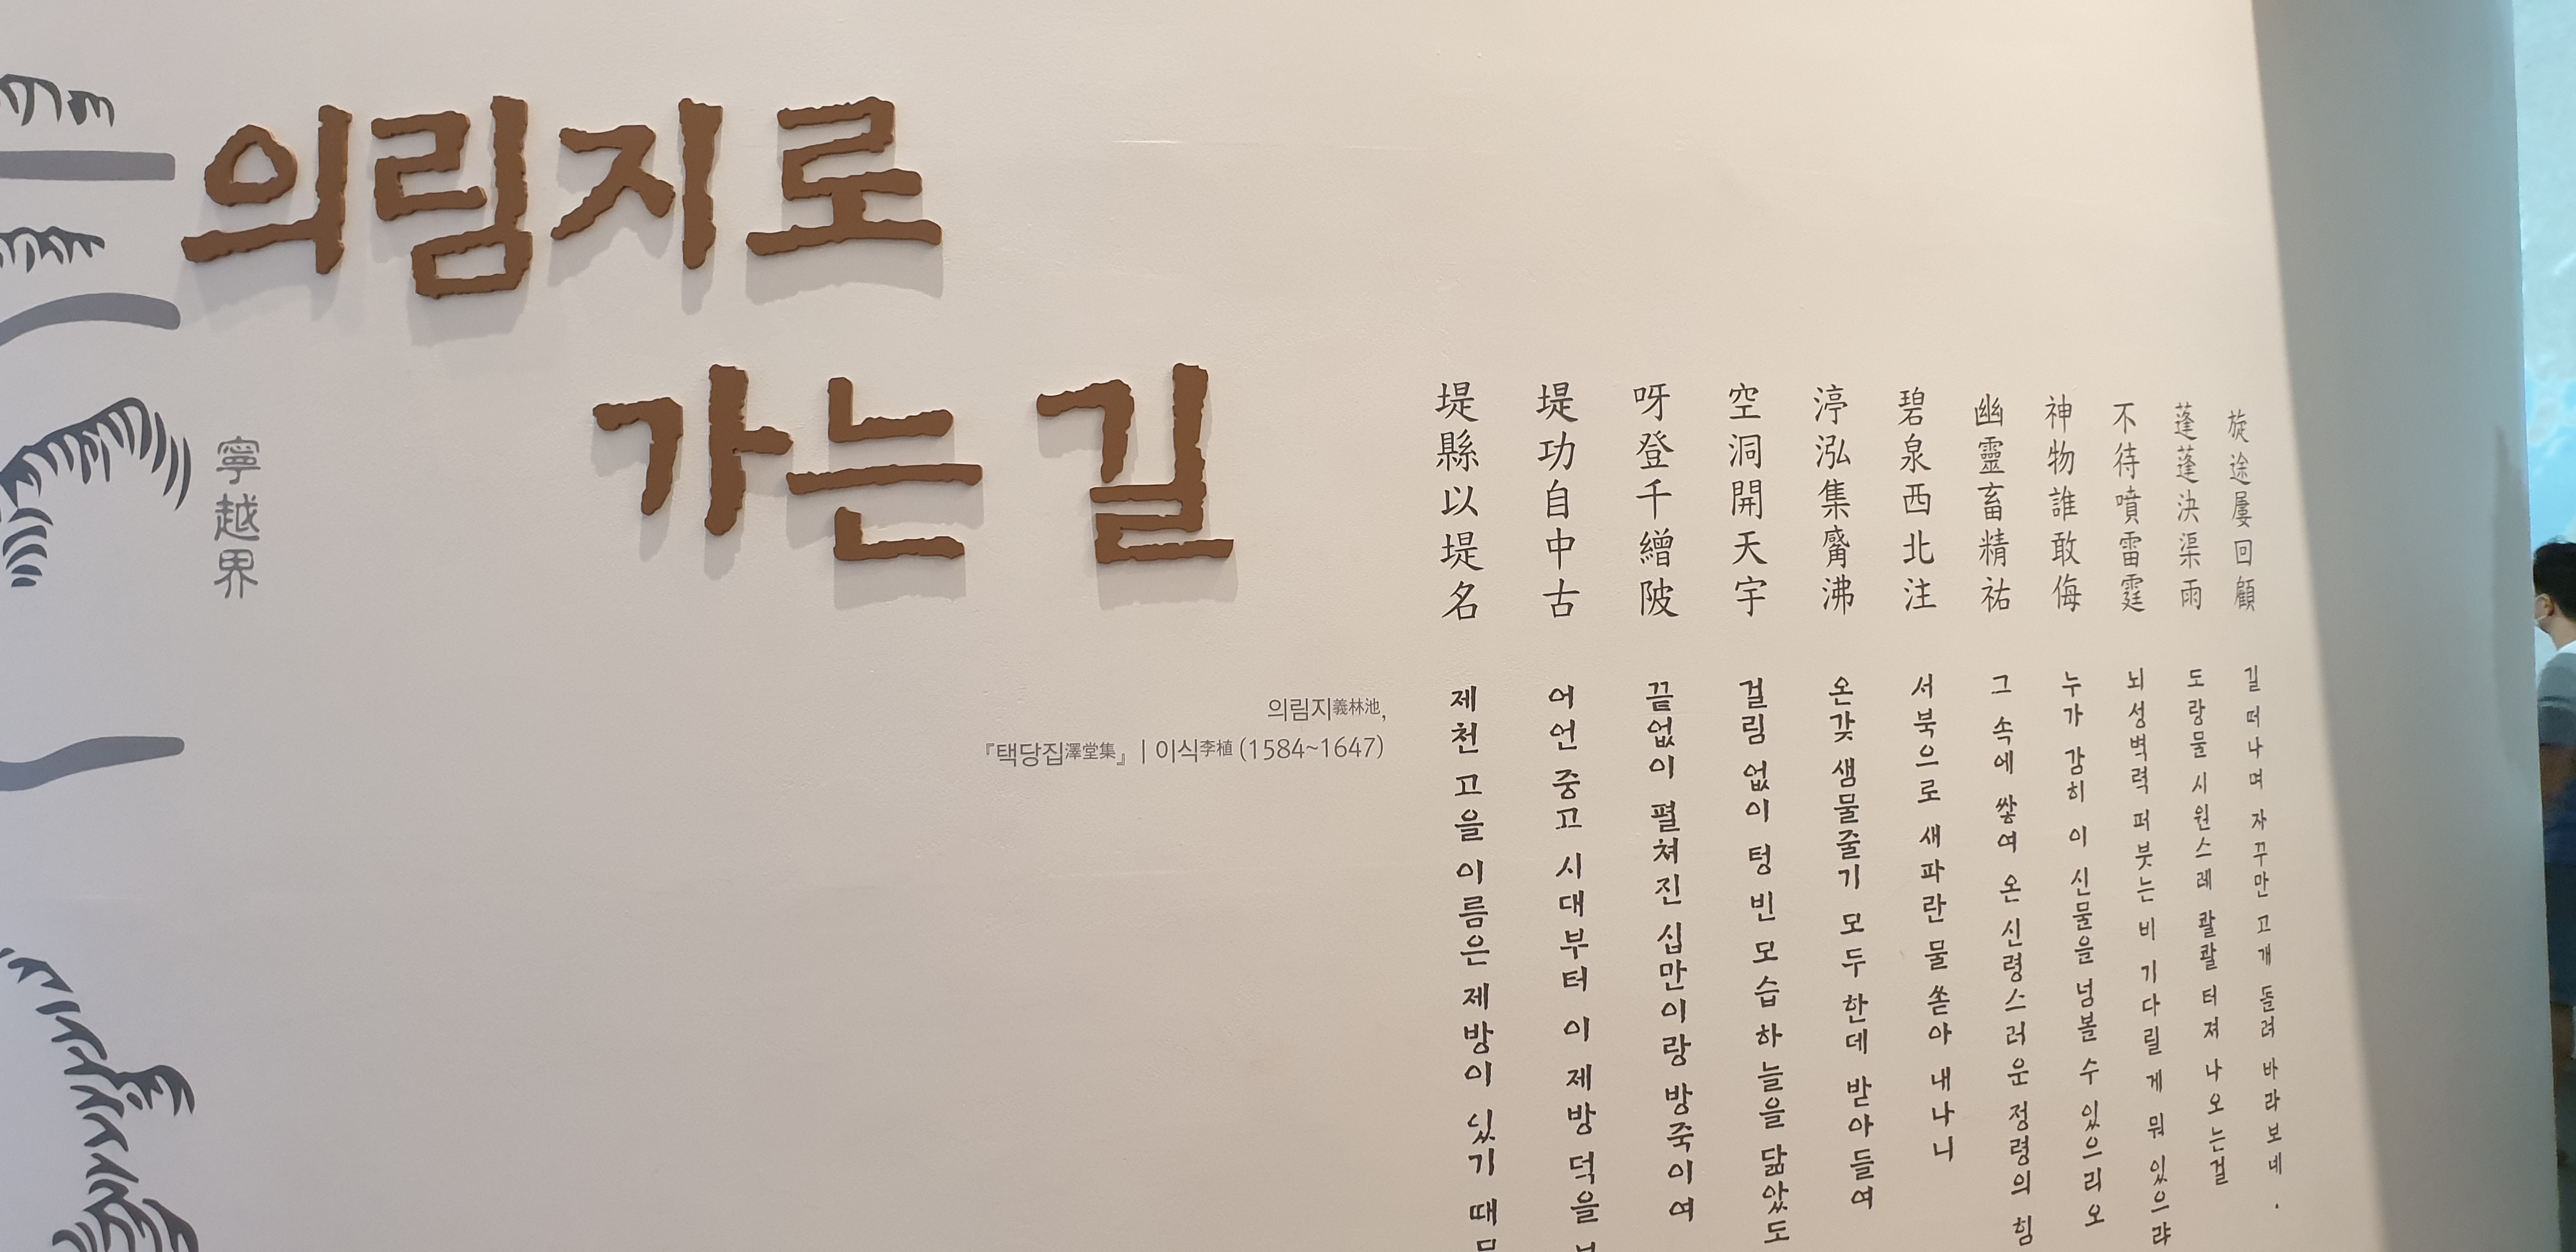 의림지로
가는 길
寧越界
의림지義林池,
『택당집澤堂集』 | 이식李植 (1584~1647)
堤縣以堤名
堤功自中古
呀登千繒陂
空洞開天宇
渟泓集觱沸
碧泉西北注
幽靈畜精祐
神物誰敢侮
不待噴雷霆
蓬蓬決渠雨
旋途屢回顧
제천 고을 이름은 제방이 있기 때
어언 중고 시대부터 이 제방 덕을
끝없이 펼쳐진 십만이랑 방죽이여
걸림 없이 텅 빈 모습 하늘을 닮았도
온갖 샘물줄기 모두 한데 받아들여
서북으로 새파란 물 쏟아 내나니
그 속에 쌓여 온 신령스러운 정령의 힘
누가 감히 이 신물을 넘볼 수 있으리오
뇌성벽력 퍼붓는 비 기다릴 게 뭐 있으랴
도랑물 시원스레 콸콸 터져 나오는걸
길 떠나며 자꾸만 고개 돌려 바라보네.